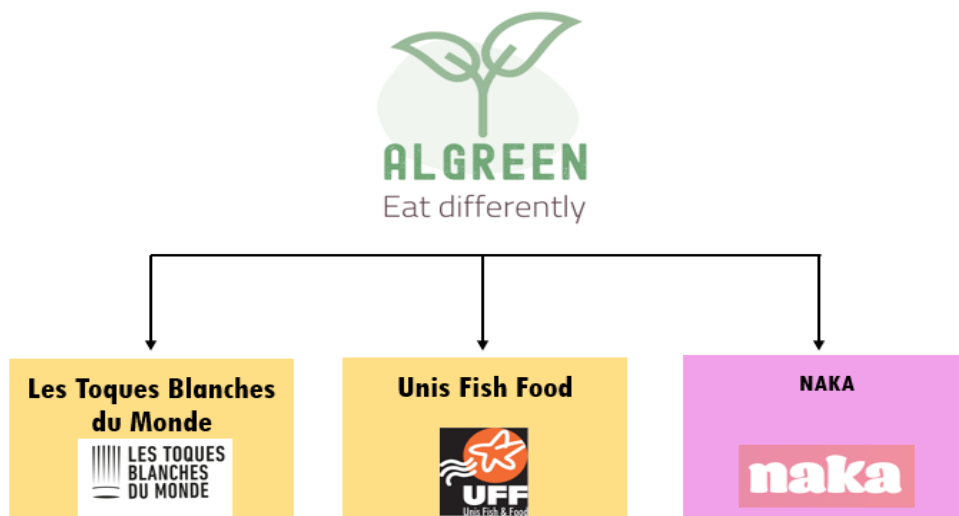 ALGREEN
Eat differently
Les Toques Blanches
du Monde
LES TOQUES
BLANCHES
DU MONDE
Unis Fish Food
UFF
Unis Fish & Food
NAKA
naka